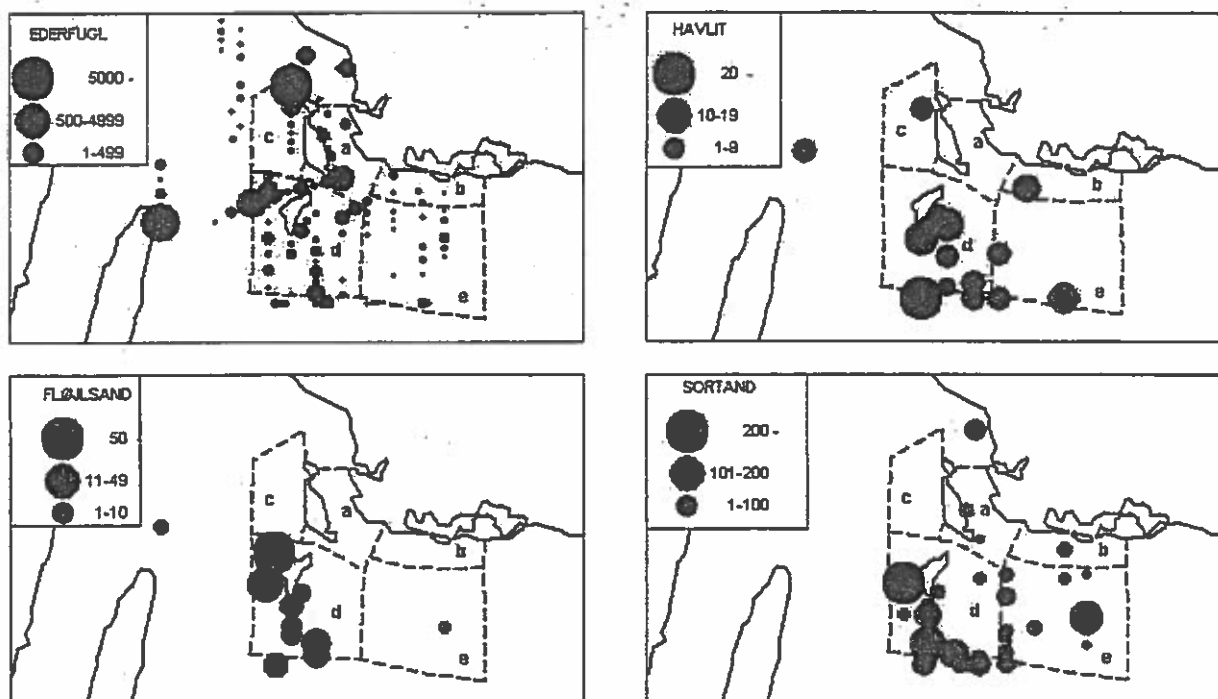 EDERFUGL
5000 -
500-4999
1-499
c
a
b
d
e
HAVLIT
20 -
10-19
1-9
c
a
b
d
e
FLØJLSAND
50
11-49
1-10
c
a
b
d
e
SORTAND
200 -
101-200
1-100
c
a
b
d
e